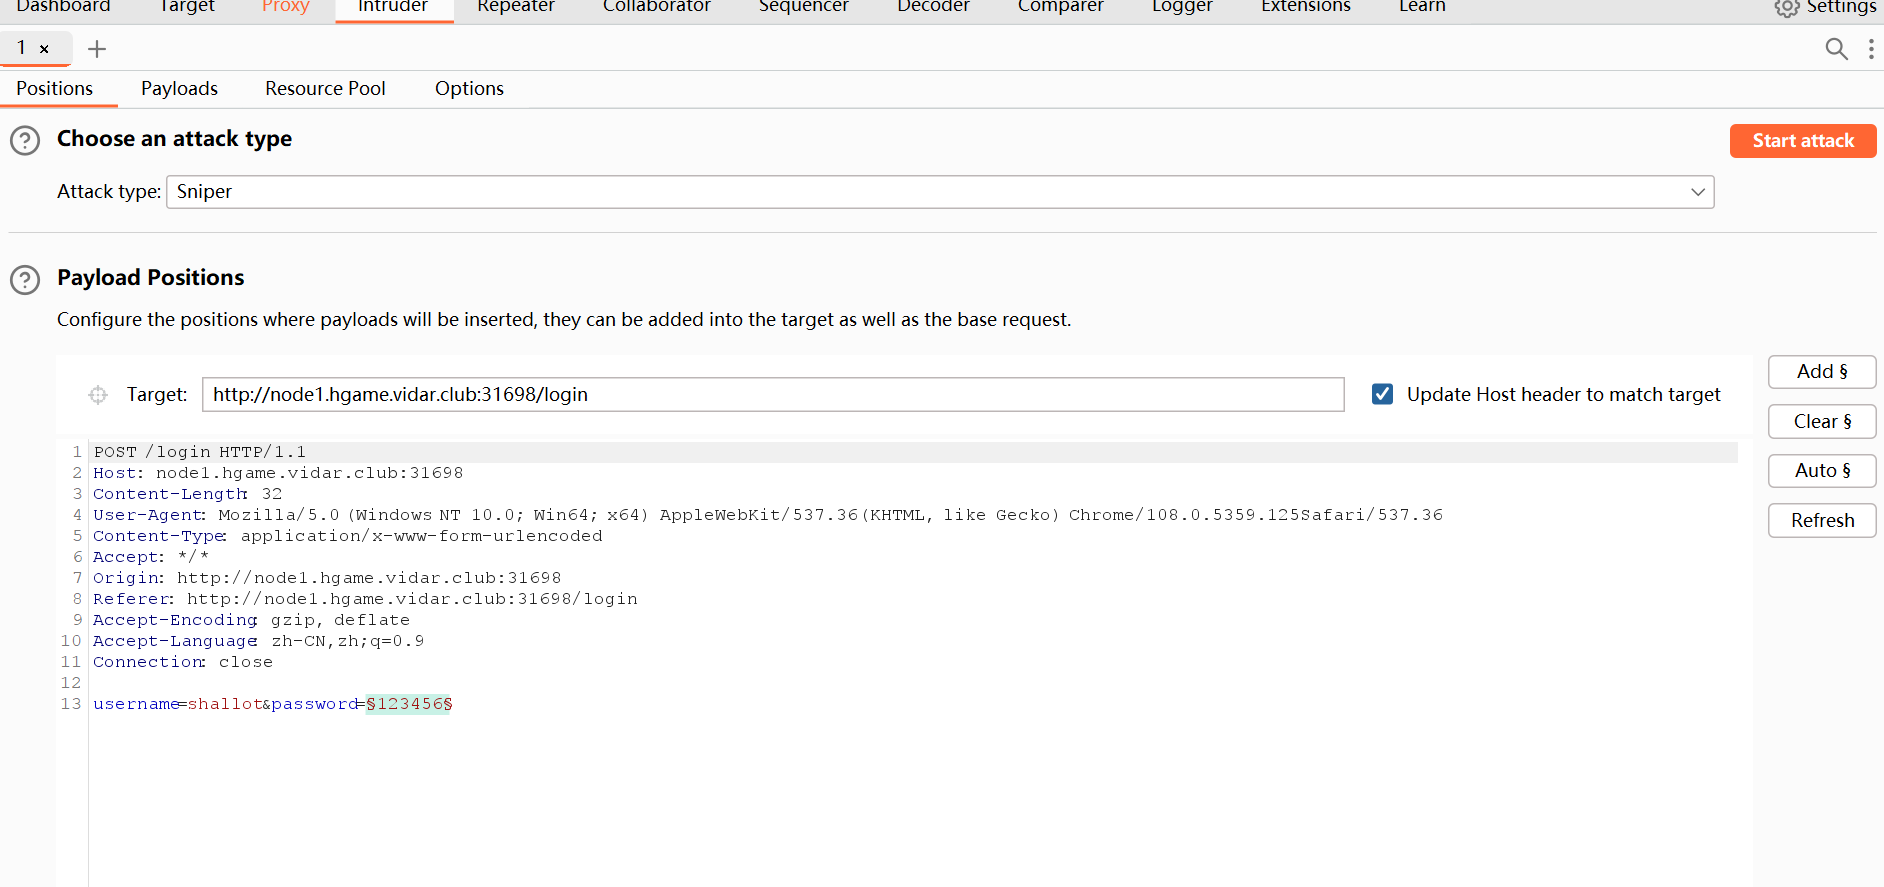 Dashboard Target Proxy Intruder Repeater Collaborator Sequencer Decoder Comparer Logger Extensions Learn Settings
1 ×
Positions Payloads Resource Pool Options
Choose an attack type
Start attack
Attack type: Sniper
Payload Positions
Configure the positions where payloads will be inserted, they can be added into the target as well as the base request.
Target: http://node1.hgame.vidar.club:31698/login
Update Host header to match target
Add §
Clear §
Auto §
Refresh
1 POST /login HTTP/1.1
2 Host: node1.hgame.vidar.club:31698
3 Content-Length: 32
4 User-Agent: Mozilla/5.0 (Windows NT 10.0; Win64; x64) AppleWebKit/537.36(KHTML, like Gecko) Chrome/108.0.5359.125Safari/537.36
5 Content-Type: application/x-www-form-urlencoded
6 Accept: */*
7 Origin: http://node1.hgame.vidar.club:31698
8 Referer: http://node1.hgame.vidar.club:31698/login
9 Accept-Encoding: gzip, deflate
10 Accept-Language: zh-CN,zh;q=0.9
11 Connection: close
12
13 username=shallot&password=§123456§